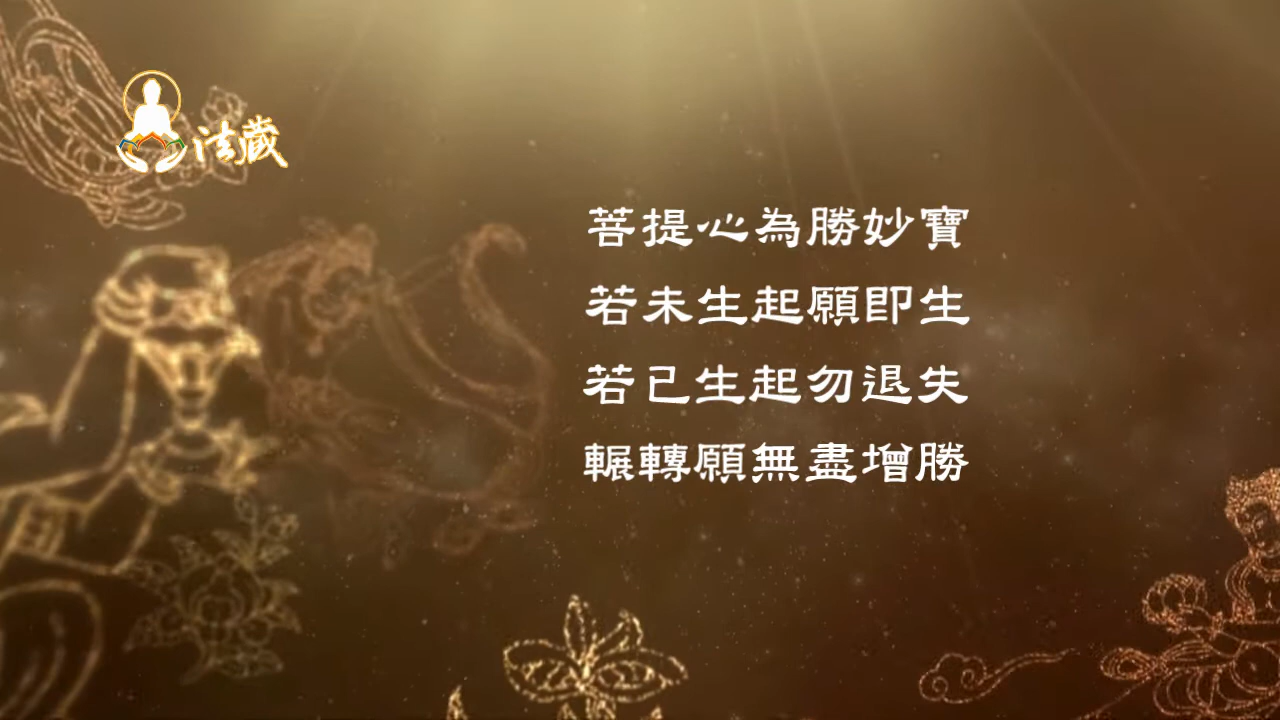 法藏
菩提心為勝妙寶
若未生起願即生
若已生起勿退失
輾轉願無盡增勝